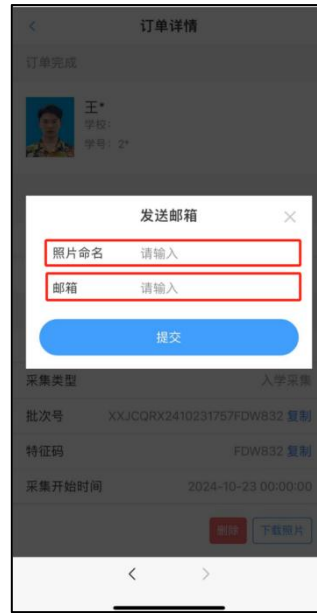 订单详情
订单完成
王*
学校:
学号: 2*
发送邮箱
照片命名 请输入
邮箱 请输入
提交
采集类型 入学采集
批次号 XXJCQRX2410231757FDW832 复制
特征码 FDW832 复制
采集开始时间 2024-10-23 00:00:00
删除 下载照片